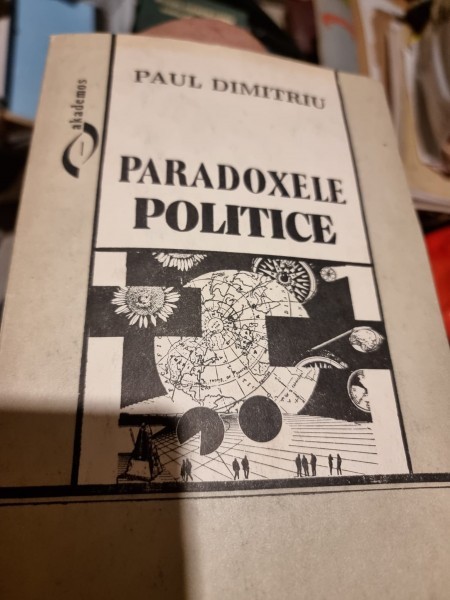 akademos
PAUL DIMITRIU
PARADOXELE
POLITICE